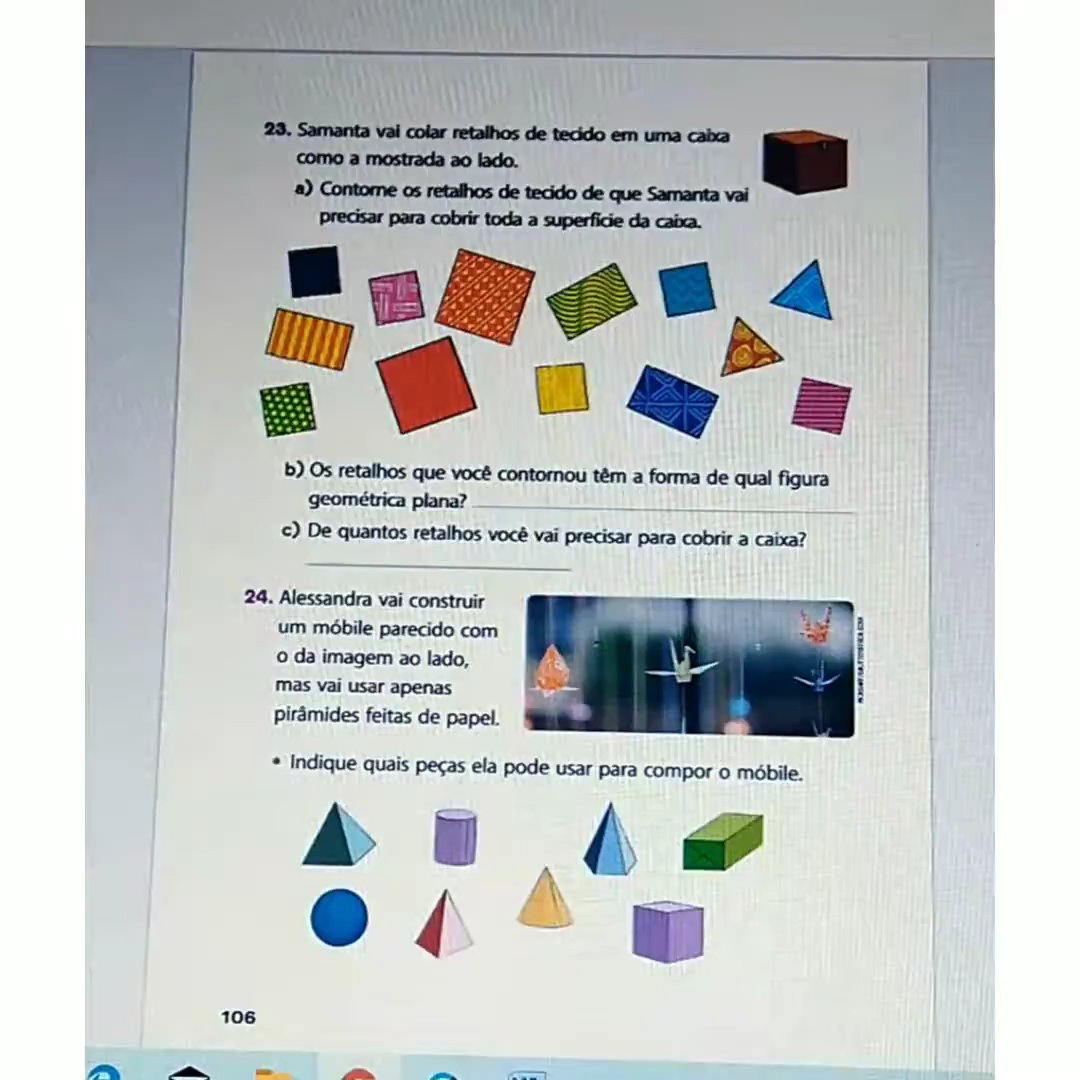 23. Samanta vai colar retalhos de tecido em uma caixa
como a mostrada ao lado.
a) Contorne os retalhos de tecido de que Samanta vai
precisar para cobrir toda a superfície da caixa.
b) Os retalhos que você contornou têm a forma de qual figura
geométrica plana?
c) De quantos retalhos você vai precisar para cobrir a caixa?
24. Alessandra vai construir
um móbile parecido com
o da imagem ao lado,
mas vai usar apenas
pirâmides feitas de papel.
• Indique quais peças ela pode usar para compor o móbile.
106